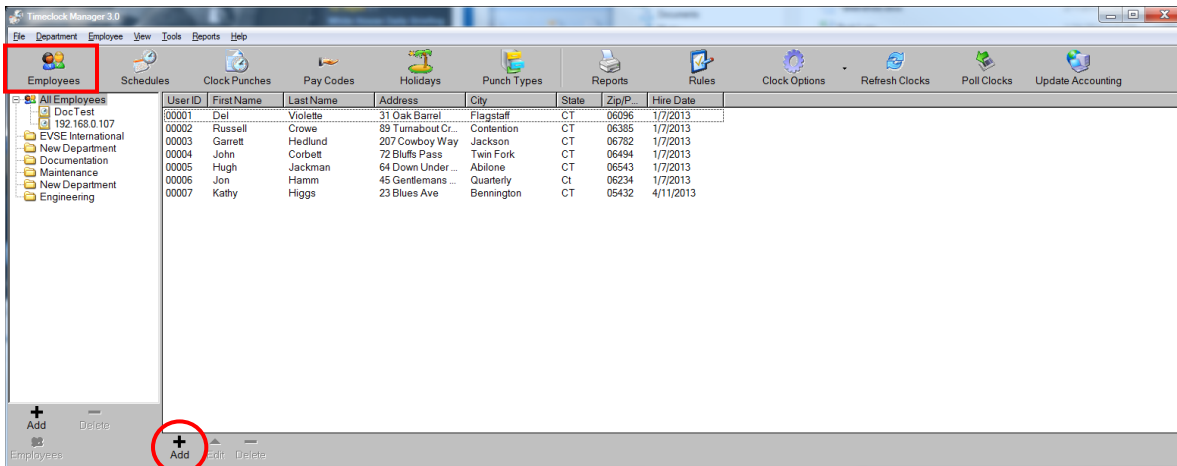 Timeclock Manager 3.0
File Department Employee View Tools Reports Help
Employees Schedules Clock Punches Pay Codes Holidays Punch Types Reports Rules Clock Options Refresh Clocks Poll Clocks Update Accounting
All Employees
DocTest
192.168.0.107
EVSE International
New Department
Documentation
Maintenance
New Department
Engineering
User ID First Name Last Name Address City State Zip/P... Hire Date
00001 Del Violette 31 Oak Barrel Flagstaff CT 06096 1/7/2013
00002 Russell Crowe 89 Turnabout Cr... Contention CT 06385 1/7/2013
00003 Garrett Hedlund 207 Cowboy Way Jackson CT 06782 1/7/2013
00004 John Corbett 72 Bluffs Pass Twin Fork CT 06494 1/7/2013
00005 Hugh Jackman 64 Down Under ... Abilone CT 06543 1/7/2013
00006 Jon Hamm 45 Gentlemans ... Quarterly Ct 06234 1/7/2013
00007 Kathy Higgs 23 Blues Ave Bennington CT 05432 4/11/2013
Add Delete
Employees
Add Edit Delete